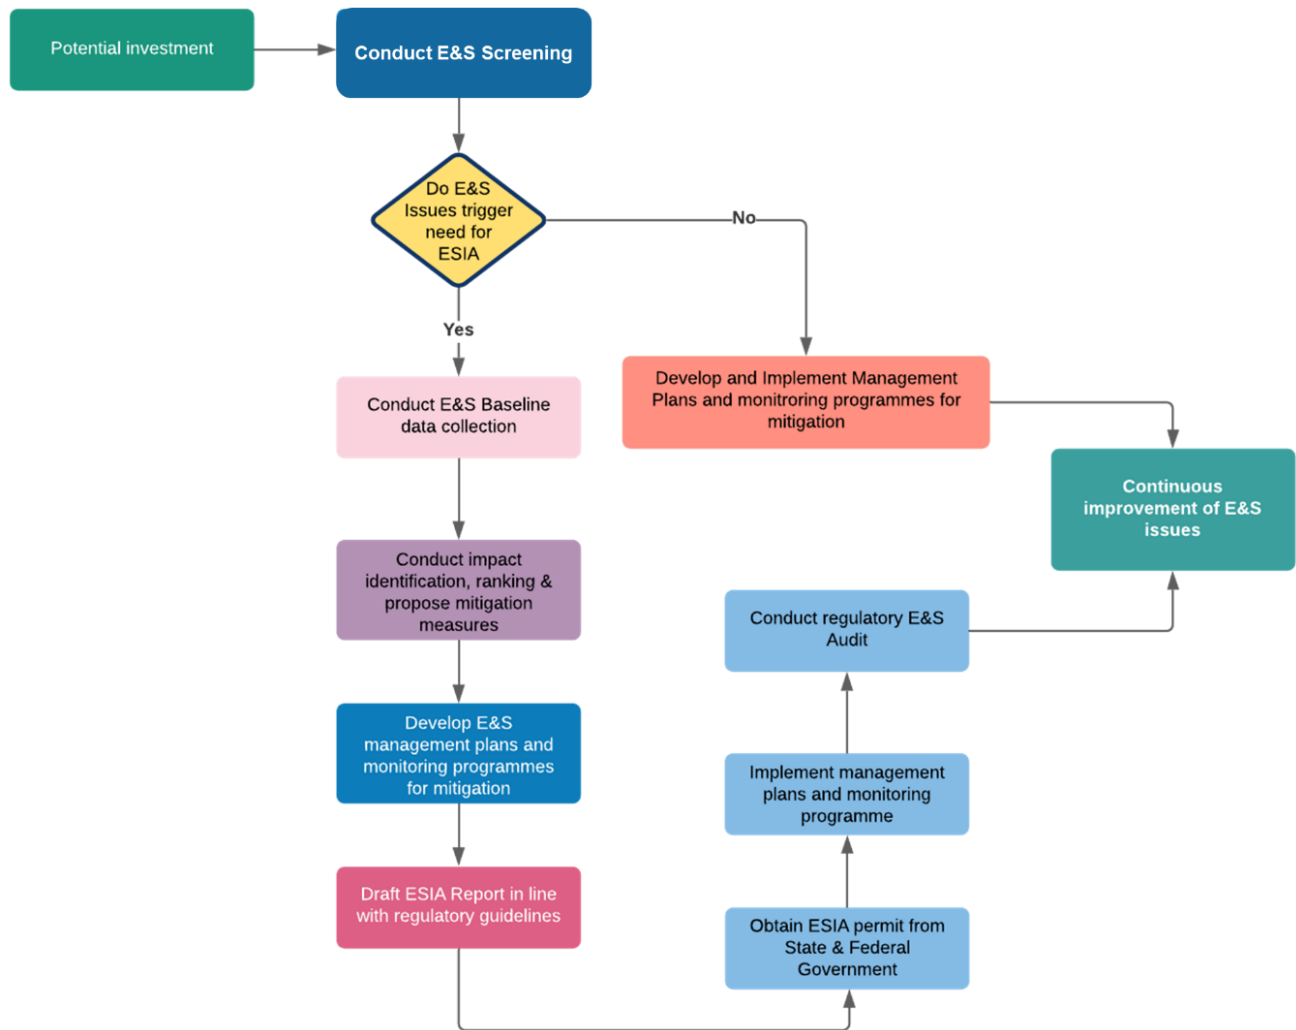 Potential investment
Conduct E&S Screening
Do E&S
Issues trigger
need for
ESIA
No
Yes
Conduct E&S Baseline
data collection
Develop and Implement Management
Plans and monitroring programmes for
mitigation
Continuous
improvement of E&S
issues
Conduct impact
identification, ranking &
propose mitigation
measures
Conduct regulatory E&S
Audit
Develop E&S
management plans and
monitoring programmes
for mitigation
Implement management
plans and monitoring
programme
Draft ESIA Report in line
with regulatory guidelines
Obtain ESIA permit from
State & Federal
Government